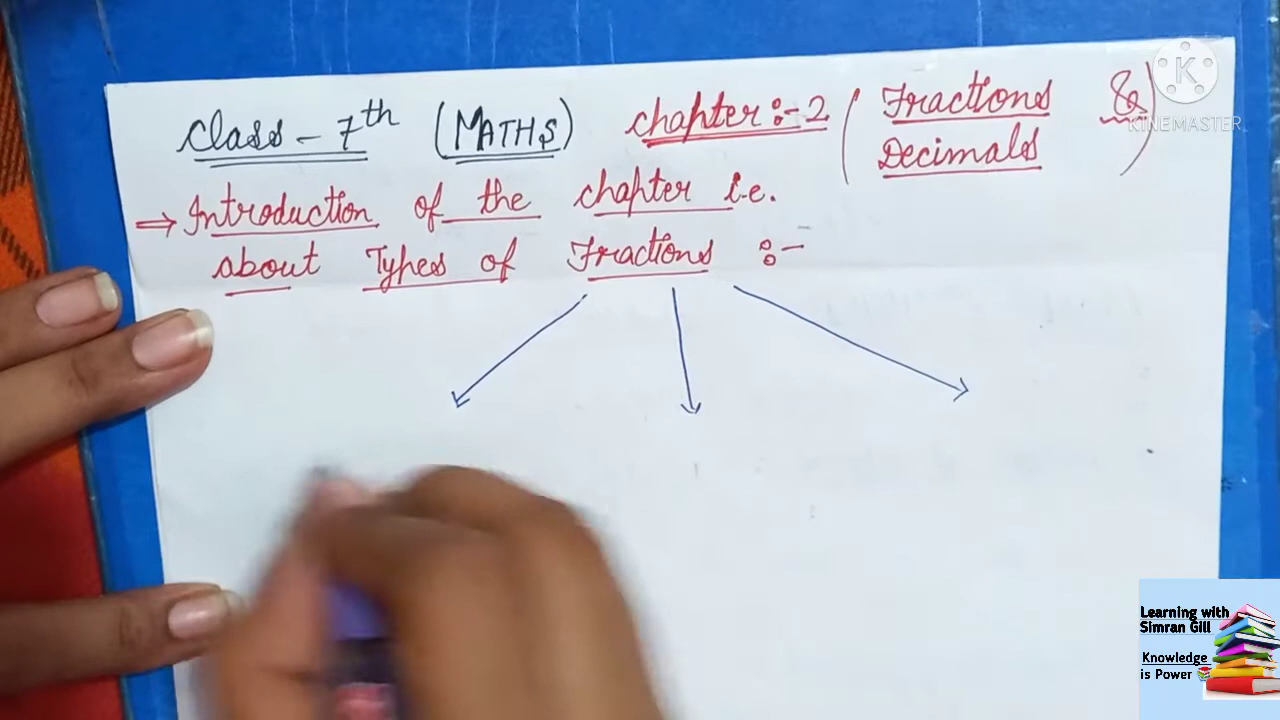 Class - 7th (MATHS) chapter :- 2 ( Fractions & Decimals )
⇒ Introduction of the chapter i.e.
about Types of Fractions :-
K
KINEMASTER
Learning with
Simran Gill
Knowledge
is Power